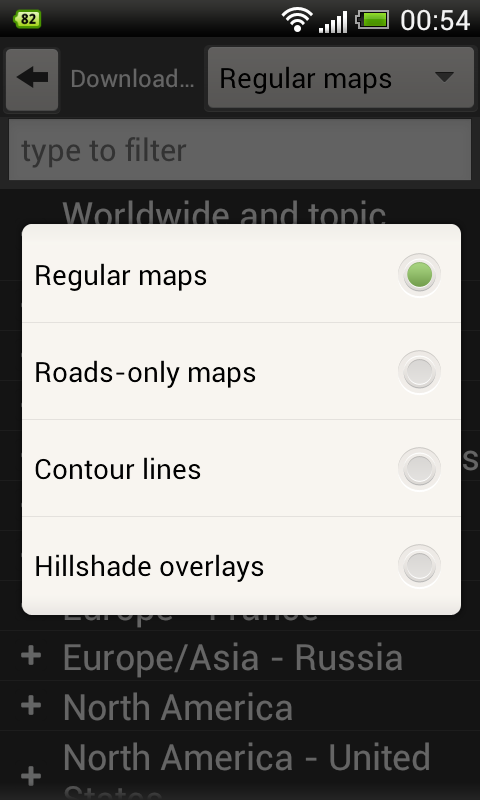 82
00:54
Download...
Regular maps
type to filter
Worldwide and topic
Regular maps
Roads-only maps
Contour lines
Hillshade overlays
Europe - France
Europe/Asia - Russia
North America
North America - United
States